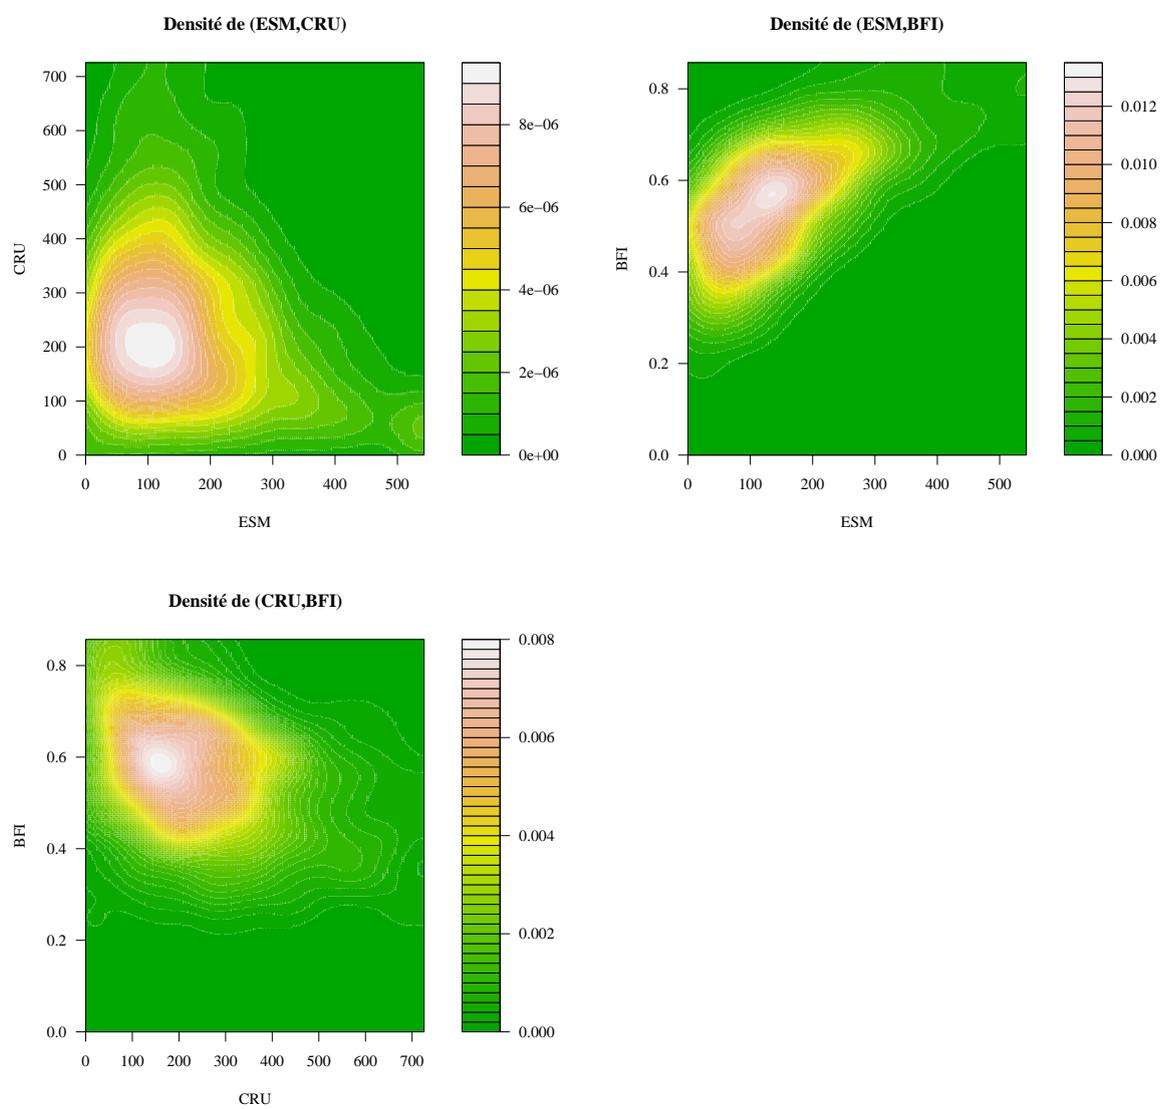 Densité de (ESM,CRU)
700
600
500
400
300
200
100
0
CRU
0 100 200 300 400 500
ESM
8e−06
6e−06
4e−06
2e−06
0e+00
Densité de (ESM,BFI)
0.8
0.6
0.4
0.2
0.0
BFI
0 100 200 300 400 500
ESM
0.012
0.010
0.008
0.006
0.004
0.002
0.000
Densité de (CRU,BFI)
0.8
0.6
0.4
0.2
0.0
BFI
0 100 200 300 400 500 600 700
CRU
0.008
0.006
0.004
0.002
0.000